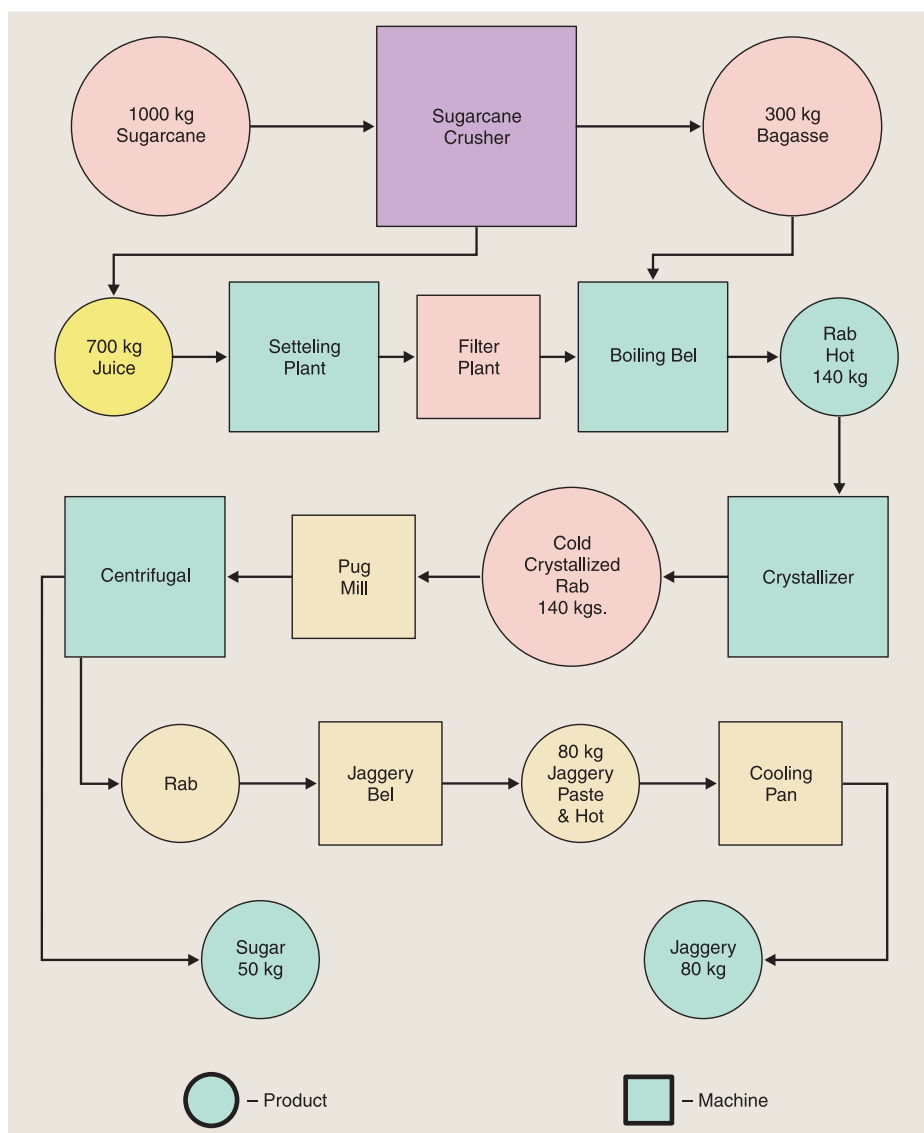 1000 kg
Sugarcane
Sugarcane
Crusher
300 kg
Bagasse
700 kg
Juice
Setteling
Plant
Filter
Plant
Boiling Bel
Rab
Hot
140 kg
Centrifugal
Pug
Mill
Cold
Crystallized
Rab
140 kgs.
Crystallizer
Rab
Jaggery
Bel
80 kg
Jaggery
Paste
& Hot
Cooling
Pan
Sugar
50 kg
Jaggery
80 kg
– Product
– Machine